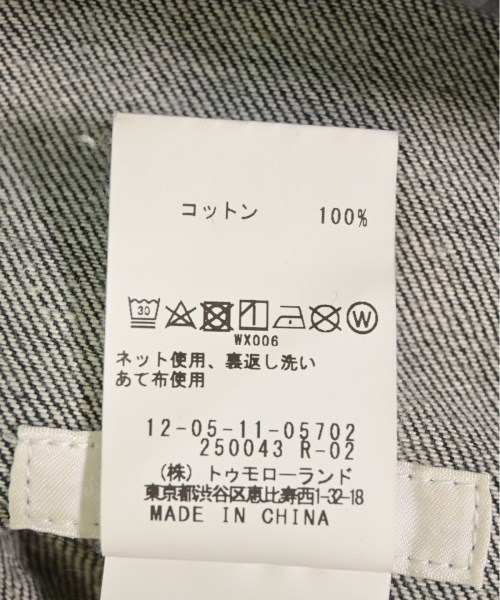 コットン 100%
30 W
WX006
ネット使用、裏返し洗い
あて布使用
12-05-11-05702
250043 R-02
(株) トゥモローランド
東京都渋谷区恵比寿西1-32-18
MADE IN CHINA